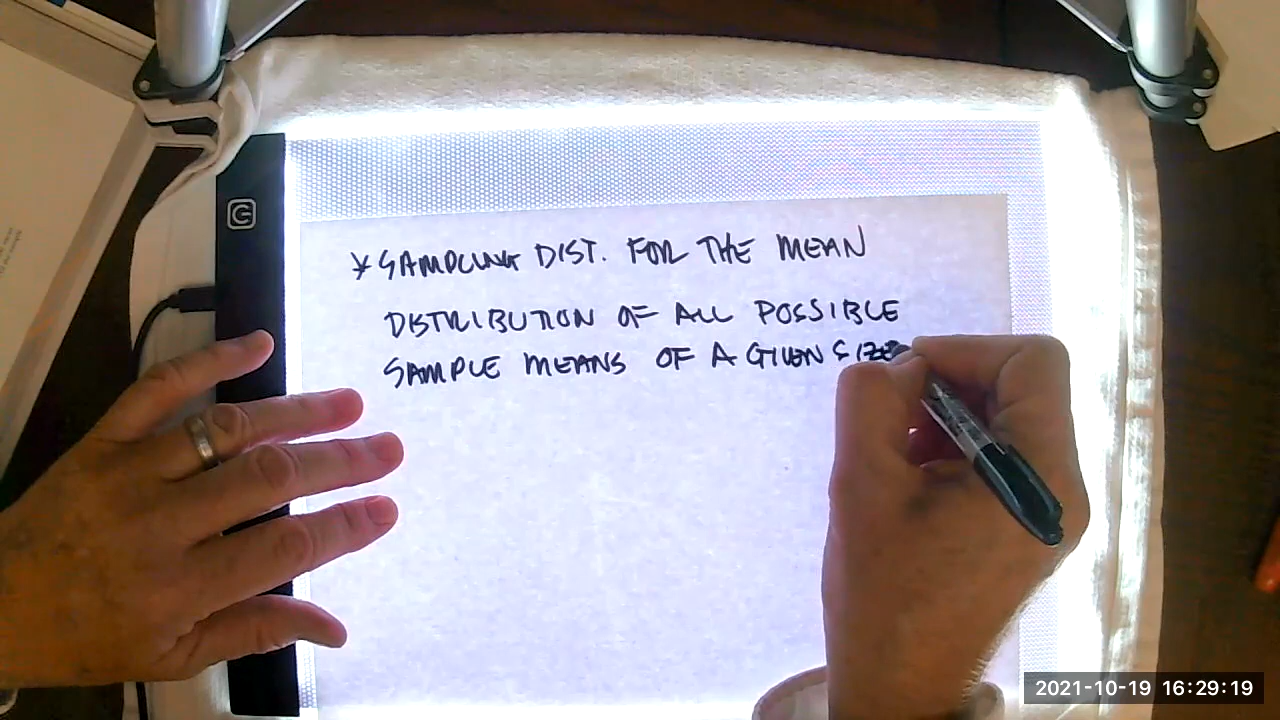 * SAMPLING DIST. FOR THE MEAN
DISTRIBUTION OF ALL POSSIBLE
SAMPLE MEANS OF A GIVEN SIZE
2021-10-19 16:29:19